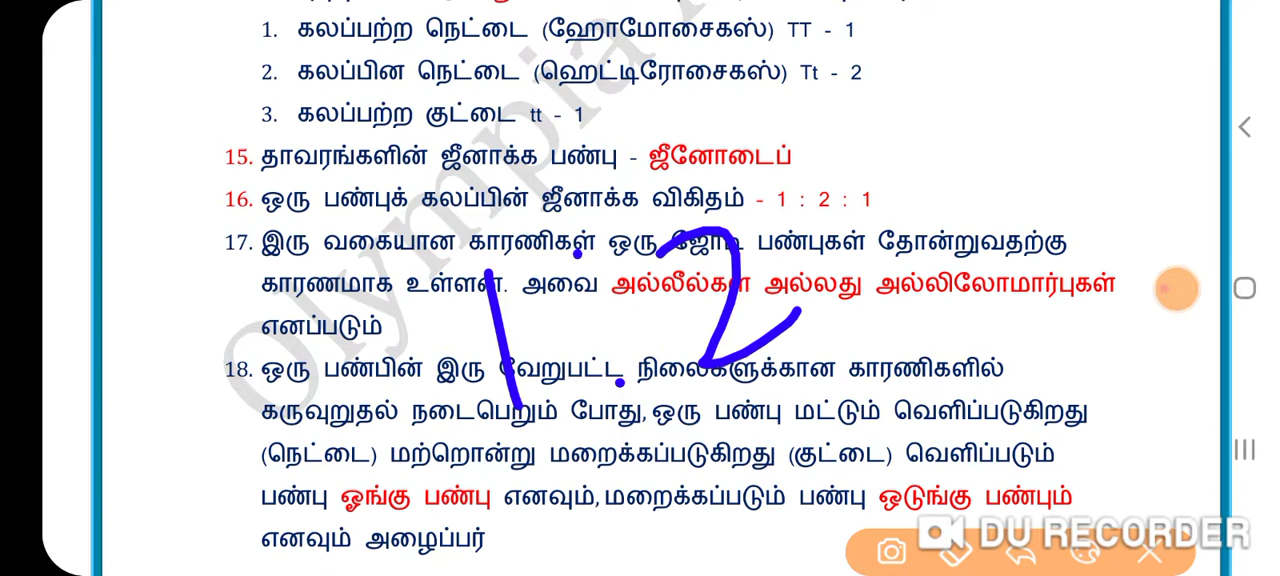 1. கலப்பற்ற நெட்டை (ஹோமோசைகஸ்) TT - 1
2. கலப்பின நெட்டை (ஹெட்டிரோசைகஸ்) Tt - 2
3. கலப்பற்ற குட்டை tt - 1
15. தாவரங்களின் ஜீனாக்க பண்பு - ஜீனோடைப்
16. ஒரு பண்புக் கலப்பின் ஜீனாக்க விகிதம் - 1 : 2 : 1
17. இரு வகையான காரணிகள் ஒரு ஜோடி பண்புகள் தோன்றுவதற்கு
காரணமாக உள்ளன. அவை அல்லீல்கள் அல்லது அல்லிலோமார்புகள்
எனப்படும்
1 : 2
18. ஒரு பண்பின் இரு வேறுபட்ட நிலைகளுக்கான காரணிகளில்
கருவுறுதல் நடைபெறும் போது, ஒரு பண்பு மட்டும் வெளிப்படுகிறது
(நெட்டை) மற்றொன்று மறைக்கப்படுகிறது (குட்டை) வெளிப்படும்
பண்பு ஓங்கு பண்பு எனவும், மறைக்கப்படும் பண்பு ஒடுங்கு பண்பும்
எனவும் அழைப்பர்
Olympia
DU RECORDER